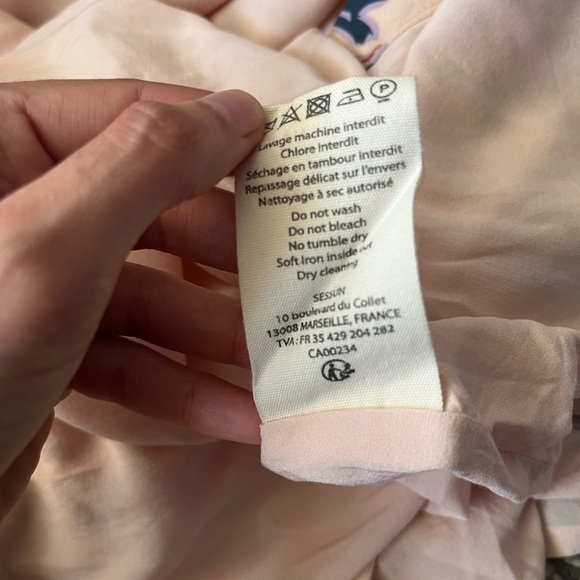 P
Lavage machine interdit
Chlore interdit
Séchage en tambour interdit
Repassage délicat sur l'envers
Nettoyage à sec autorisé
Do not wash
Do not bleach
No tumble dry
Soft Iron inside out
Dry cleaning
SESSUN
10 boulevard du Collet
13008 MARSEILLE, FRANCE
TVA: FR 35 429 204 282
CA00234